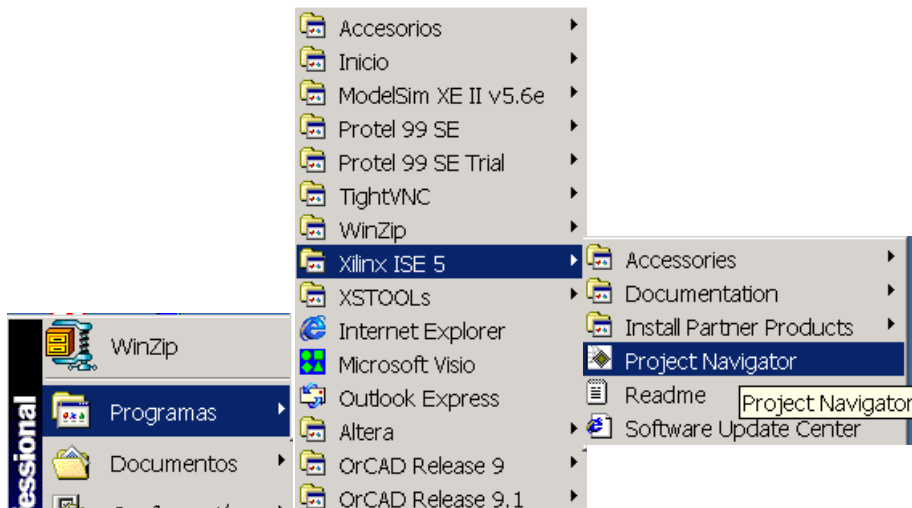 Accesorios
Inicio
ModelSim XE II v5.6e
Protel 99 SE
Protel 99 SE Trial
TightVNC
WinZip
Xilinx ISE 5
XSTOOLs
Internet Explorer
Microsoft Visio
Outlook Express
Altera
OrCAD Release 9
OrCAD Release 9.1
Accessories
Documentation
Install Partner Products
Project Navigator
Readme
Project Navigator
Software Update Center
WinZip
Programas
Documentos
essional